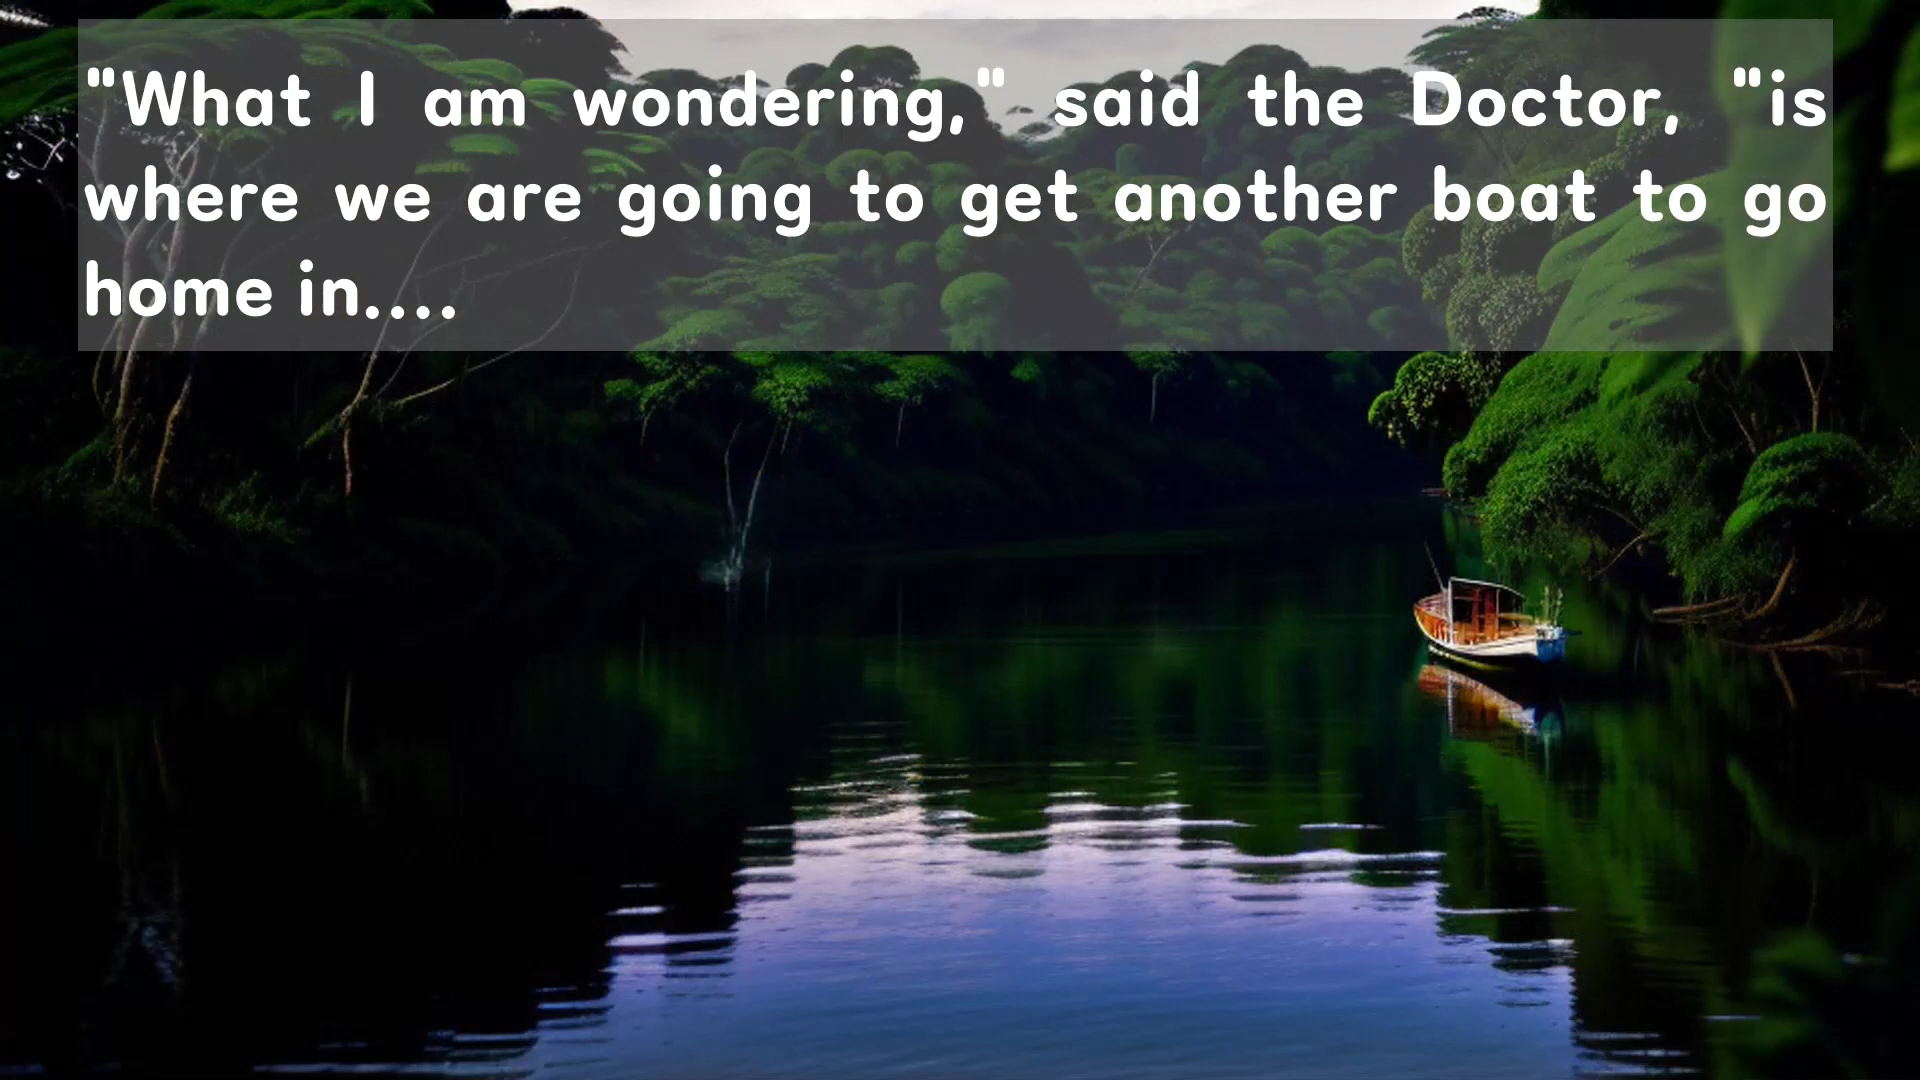 "What I am wondering," said the Doctor, "is
where we are going to get another boat to go
home in....